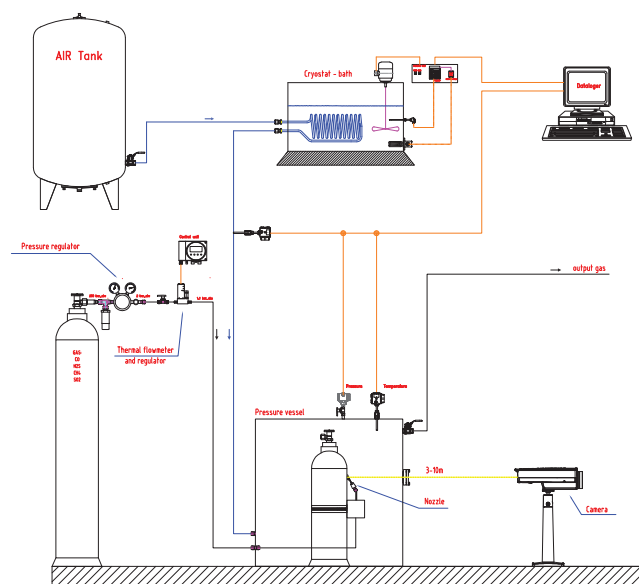 AIR Tank
Cryostat - bath
Datalogger
Control unit
Pressure regulator
output gas
Thermal flowmeter
and regulator
GAS:
CO
H2S
CH4
SO2
Pressure
Temperature
Pressure vessel
3-10m
Nozzle
Camera